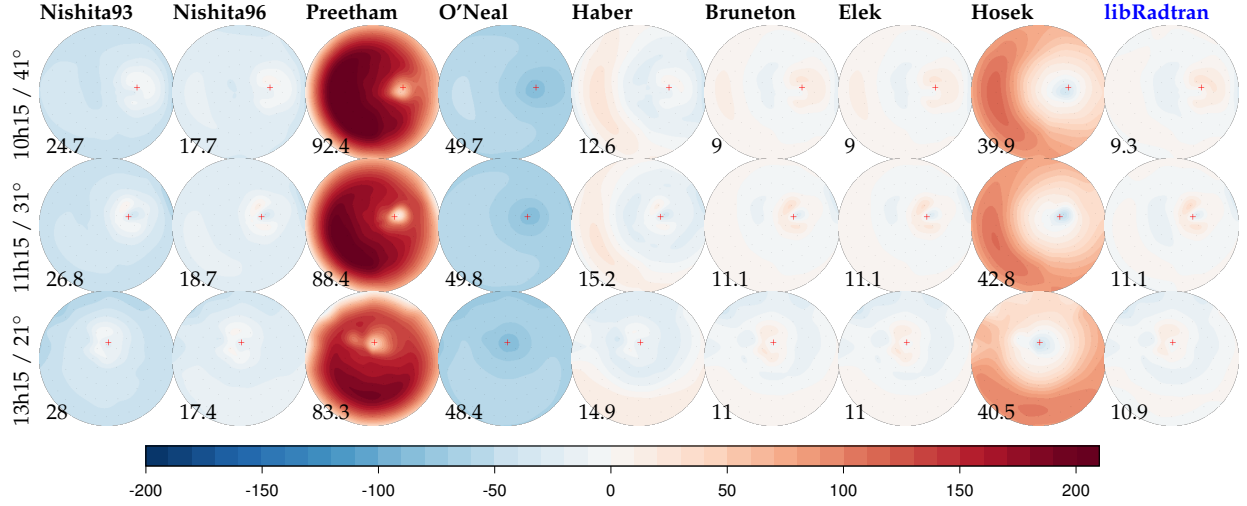 Nishita93 Nishita96 Preetham O'Neal Haber Bruneton Elek Hosek libRadtran
10h15 / 41°
24.7 17.7 92.4 49.7 12.6 9 9 39.9 9.3
11h15 / 31°
26.8 18.7 88.4 49.8 15.2 11.1 11.1 42.8 11.1
13h15 / 21°
28 17.4 83.3 48.4 14.9 11 11 40.5 10.9
-200 -150 -100 -50 0 50 100 150 200